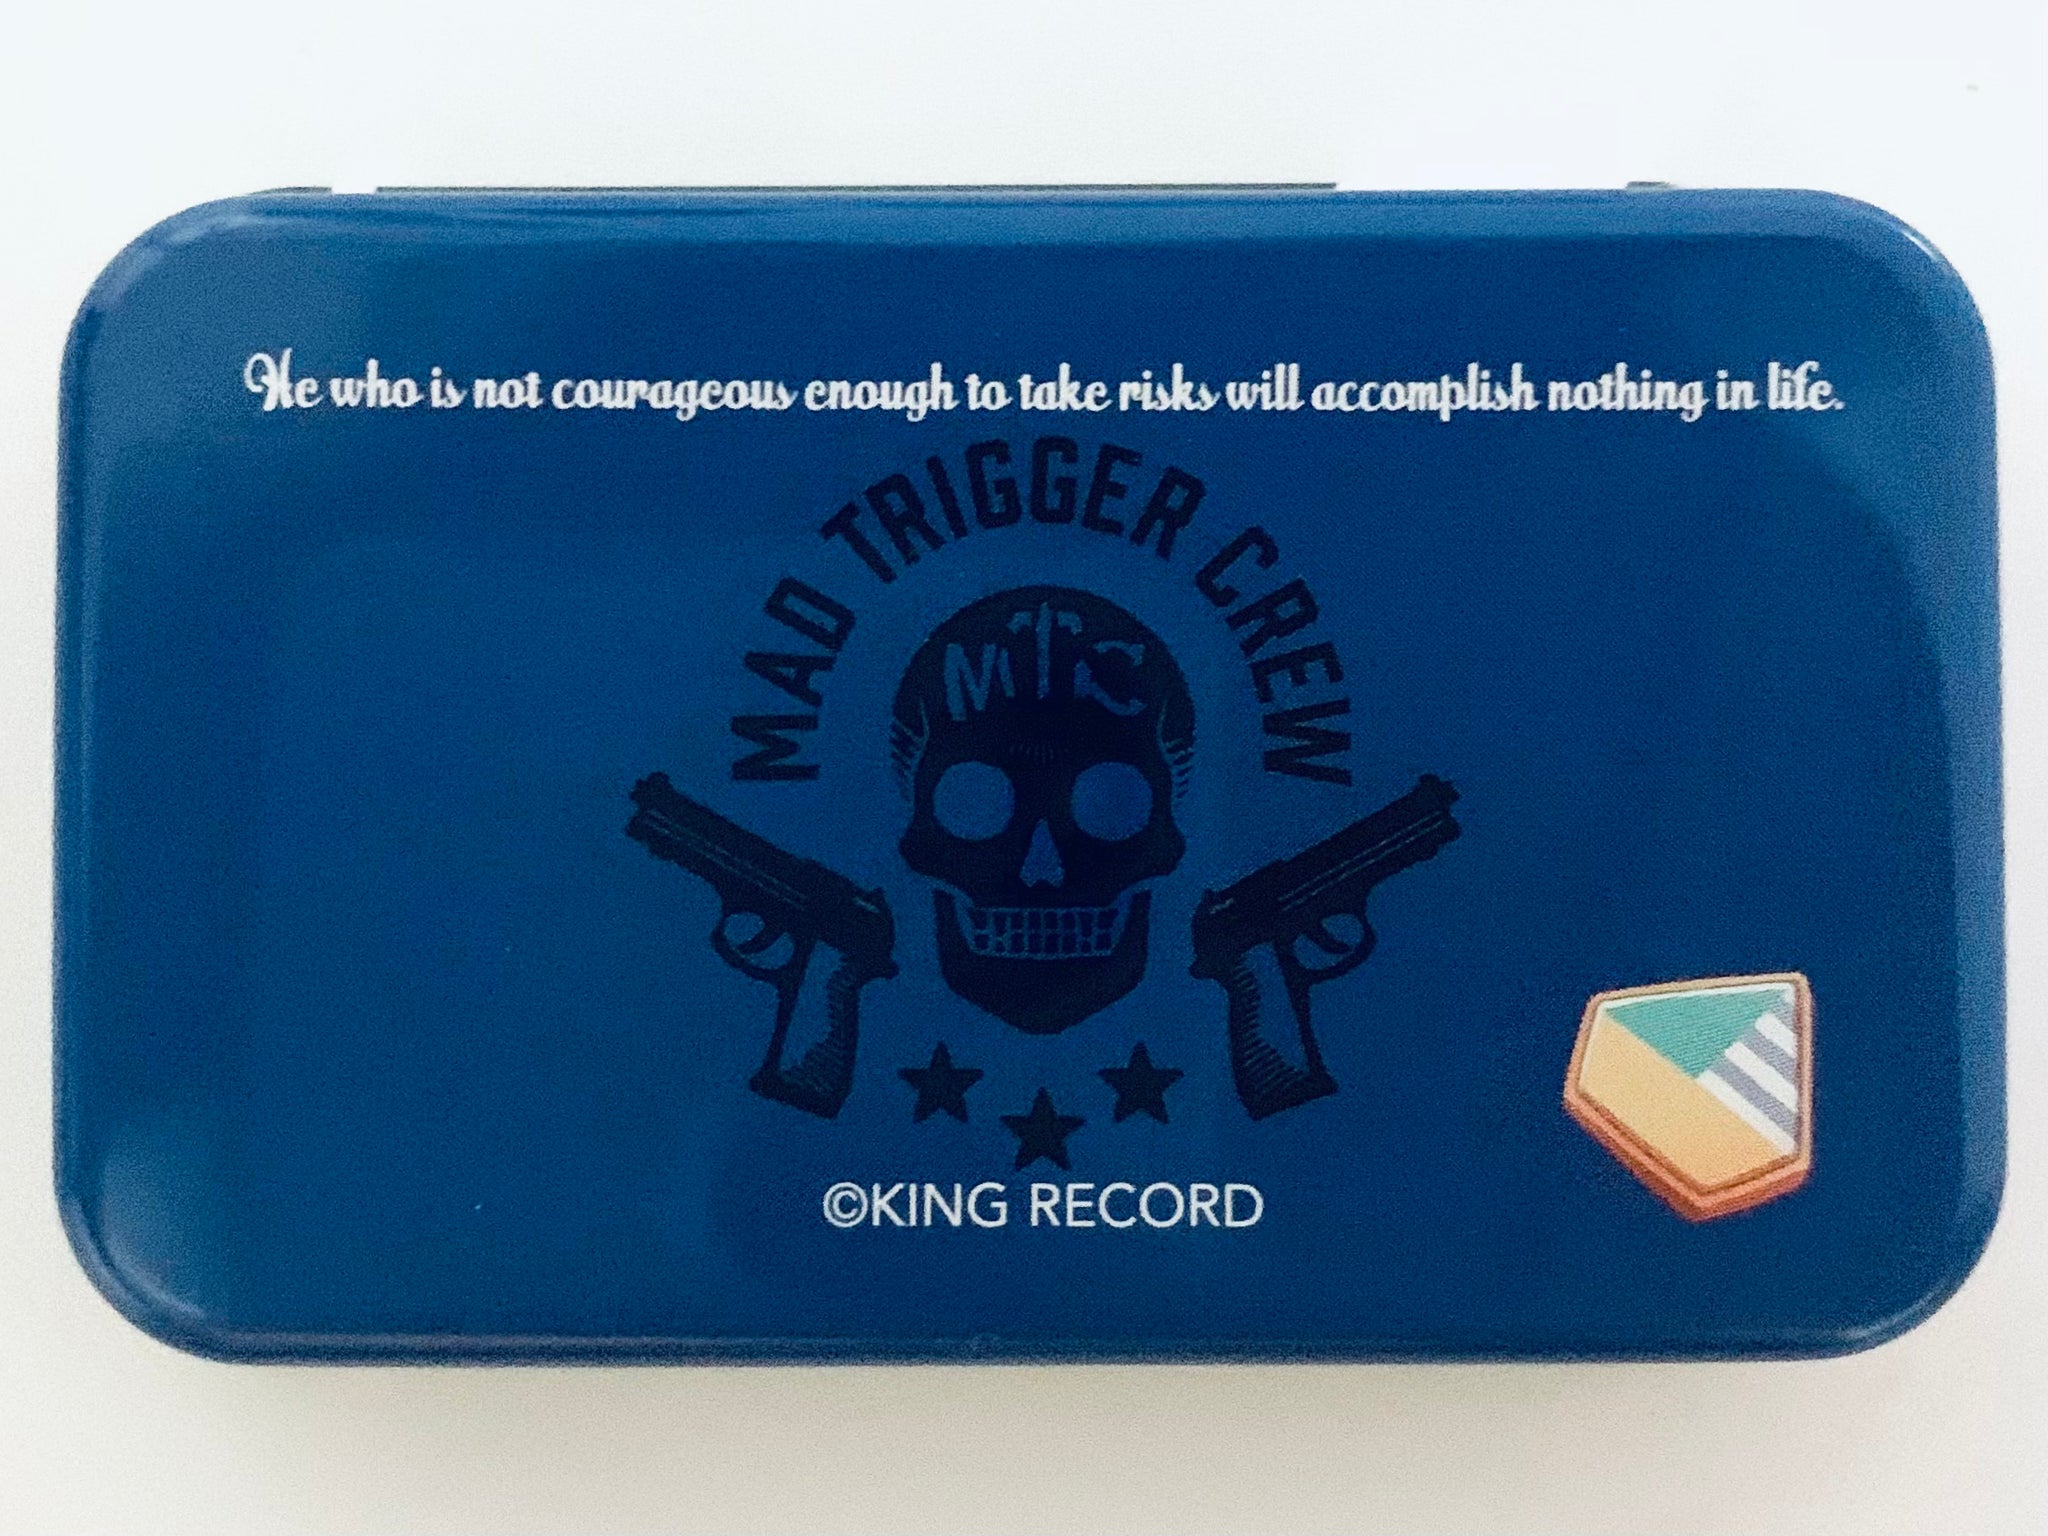 He who is not courageous enough to take risks will accomplish nothing in life.
MAD TRIGGER CREW
MTC
©KING RECORD